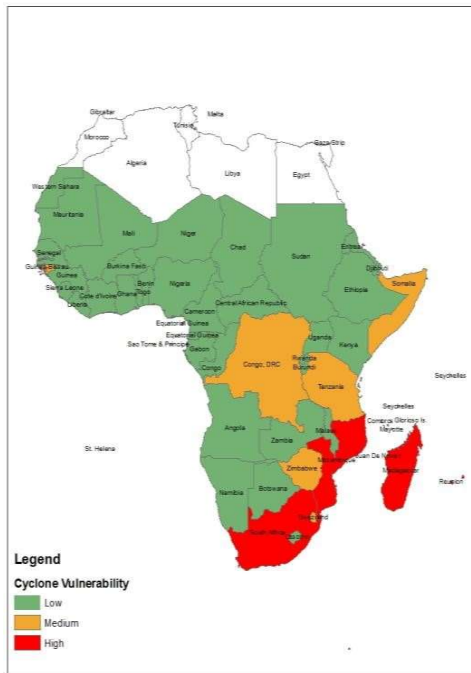 Gibraltar
Malta
Tunisia
Morocco
Gaza Strip
Algeria
Libya
Egypt
Western Sahara
Mauritania
Mali
Niger
Chad
Sudan
Eritrea
Senegal
Djibouti
Guinea-Bissau
Burkina Faso
Guinea
Benin
Nigeria
Somalia
Sierra Leone
Cote d'Ivoire
Ghana
Togo
Ethiopia
Liberia
Central African Republic
Cameroon
Equatorial Guinea
Uganda
Equatorial Guinea
Kenya
Sao Tome & Principe
Gabon
Congo, DRC
Rwanda
Congo
Burundi
Seychelles
Tanzania
Seychelles
Comoros
Glorioso Is.
Angola
Malawi
Mayotte
St. Helena
Zambia
Mozambique
Juan De Nova I
Zimbabwe
Madagascar
Reunion
Namibia
Botswana
Swaziland
South Africa
Lesotho
Legend
Cyclone Vulnerability
Low
Medium
High